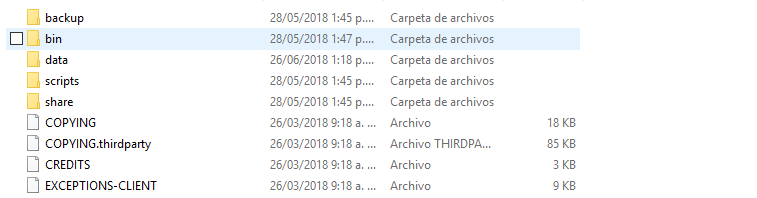 backup 28/05/2018 1:45 p.... Carpeta de archivos
bin 28/05/2018 1:47 p.... Carpeta de archivos
data 26/06/2018 1:18 p.... Carpeta de archivos
scripts 28/05/2018 1:45 p.... Carpeta de archivos
share 28/05/2018 1:45 p.... Carpeta de archivos
COPYING 26/03/2018 9:18 a. ... Archivo 18 KB
COPYING.thirdparty 26/03/2018 9:18 a. ... Archivo THIRDPA... 85 KB
CREDITS 26/03/2018 9:18 a. ... Archivo 3 KB
EXCEPTIONS-CLIENT 26/03/2018 9:18 a. ... Archivo 9 KB